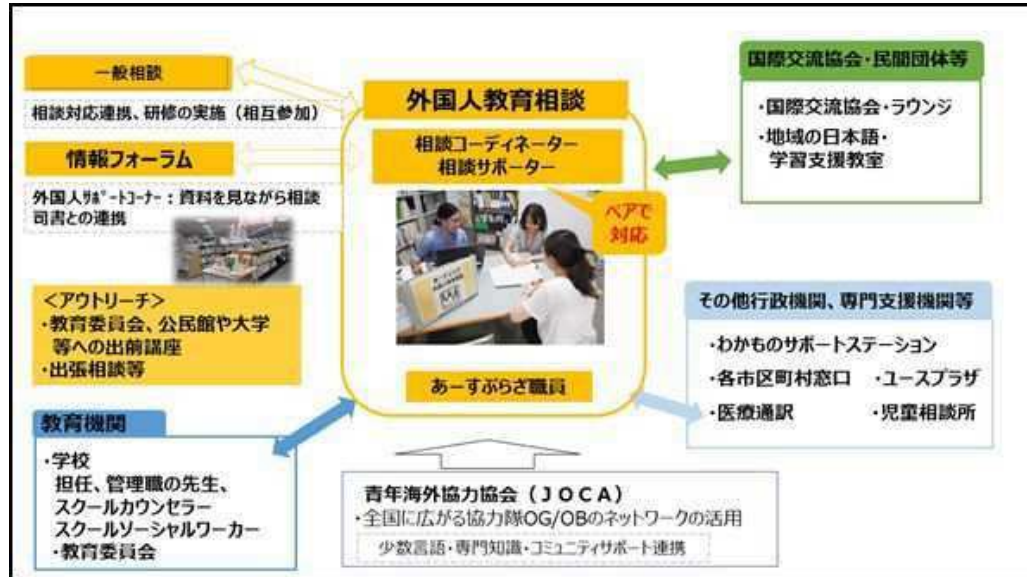 一般相談
相談対応連携、研修の実施（相互参加）
情報フォーラム
外国人ｻﾎﾟｰﾄｺｰﾅｰ：資料を見ながら相談
司書との連携
＜アウトリーチ＞
・教育委員会、公民館や大学
等への出前講座
・出張相談等
教育機関
・学校
担任、管理職の先生、
スクールカウンセラー
スクールソーシャルワーカー
・教育委員会
外国人教育相談
相談コーディネーター
相談サポーター
ペアで
対応
あーすぷらざ職員
青年海外協力協会（ＪＯＣＡ）
・全国に広がる協力隊OG/OBのネットワークの活用
少数言語・専門知識・コミュニティサポート連携
国際交流協会・民間団体等
・国際交流協会・ラウンジ
・地域の日本語・
学習支援教室
その他行政機関、専門支援機関等
・わかものサポートステーション
・各市区町村窓口 ・ユースプラザ
・医療通訳 ・児童相談所